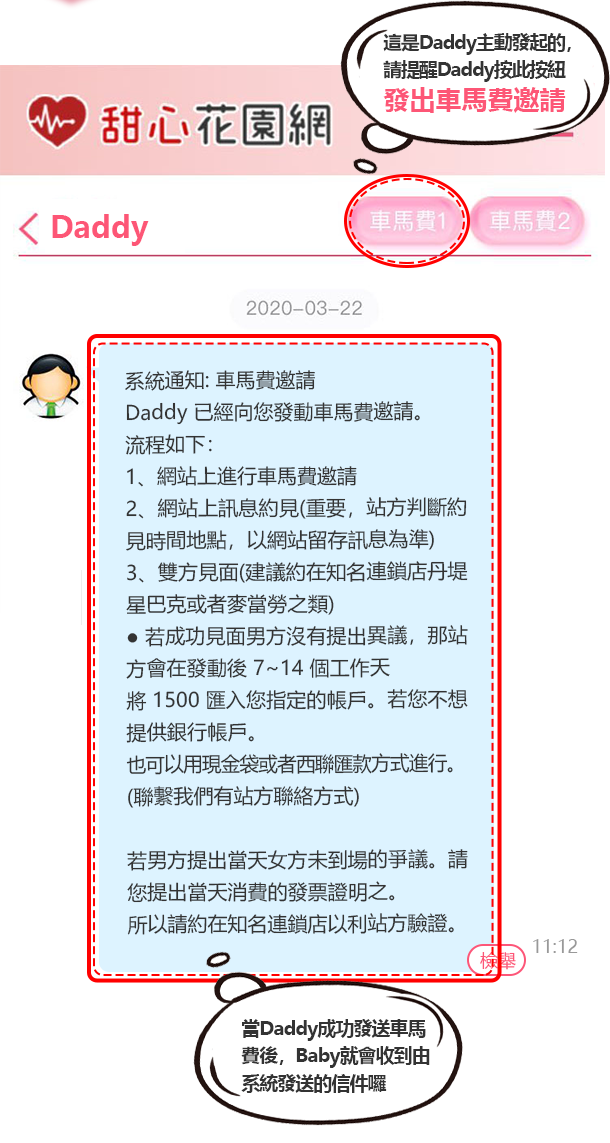 這是Daddy主動發起的,
請提醒Daddy按此按紐
發出車馬費邀請
甜心花園網
Daddy
車馬費1
車馬費2
2020-03-22
系統通知: 車馬費邀請
Daddy 已經向您發動車馬費邀請。
流程如下:
1、網站上進行車馬費邀請
2、網站上訊息約見(重要，站方判斷約
見時間地點，以網站留存訊息為準)
3、雙方見面(建議約在知名連鎖店丹堤
星巴克或者麥當勞之類)
● 若成功見面男方沒有提出異議，那站
方會在發動後 7~14 個工作天
將 1500 匯入您指定的帳戶。若您不想
提供銀行帳戶。
也可以用現金袋或者西聯匯款方式進行。
(聯繫我們有站方聯絡方式)
若男方提出當天女方未到場的爭議。請
您提出當天消費的發票證明之。
所以請約在知名連鎖店以利站方驗證。
檢舉
11:12
當Daddy成功發送車馬
費後，Baby就會收到由
系統發送的信件囉